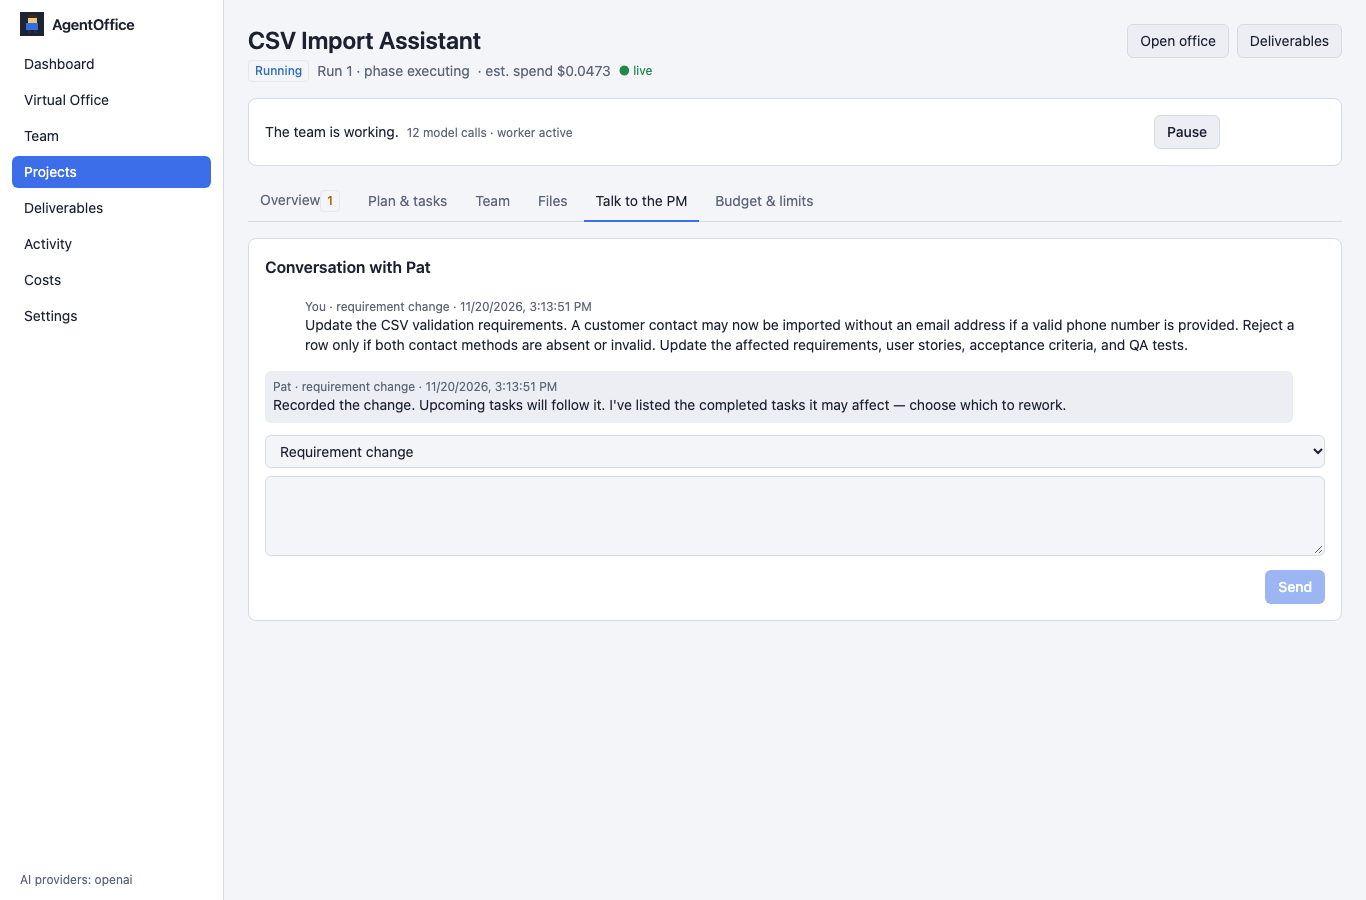 AgentOffice
Dashboard
Virtual Office
Team
Projects
Deliverables
Activity
Costs
Settings
AI providers: openai
CSV Import Assistant
Open office
Deliverables
Running Run 1 · phase executing · est. spend $0.0473 live
The team is working. 12 model calls · worker active
Pause
Overview 1 Plan & tasks Team Files Talk to the PM Budget & limits
Conversation with Pat
You · requirement change · 11/20/2026, 3:13:51 PM
Update the CSV validation requirements. A customer contact may now be imported without an email address if a valid phone number is provided. Reject a
row only if both contact methods are absent or invalid. Update the affected requirements, user stories, acceptance criteria, and QA tests.
Pat · requirement change · 11/20/2026, 3:13:51 PM
Recorded the change. Upcoming tasks will follow it. I've listed the completed tasks it may affect — choose which to rework.
Requirement change
Send